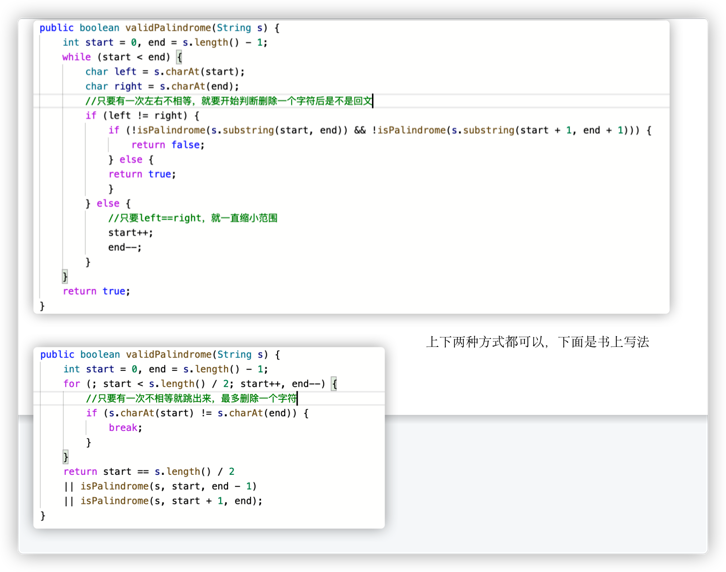 public boolean validPalindrome(String s) {
    int start = 0, end = s.length() - 1;
    while (start < end) {
        char left = s.charAt(start);
        char right = s.charAt(end);
        //只要有一次左右不相等，就要开始判断删除一个字符后是不是回文
        if (left != right) {
            if (!isPalindrome(s.substring(start, end)) && !isPalindrome(s.substring(start + 1, end + 1))) {
                return false;
            } else {
            return true;
            }
        } else {
            //只要left==right，就一直缩小范围
            start++;
            end--;
        }
    }
    return true;
}
上下两种方式都可以，下面是书上写法
public boolean validPalindrome(String s) {
    int start = 0, end = s.length() - 1;
    for (; start < s.length() / 2; start++, end--) {
        //只要有一次不相等就跳出来，最多删除一个字符
        if (s.charAt(start) != s.charAt(end)) {
            break;
        }
    }
    return start == s.length() / 2
    || isPalindrome(s, start, end - 1)
    || isPalindrome(s, start + 1, end);
}